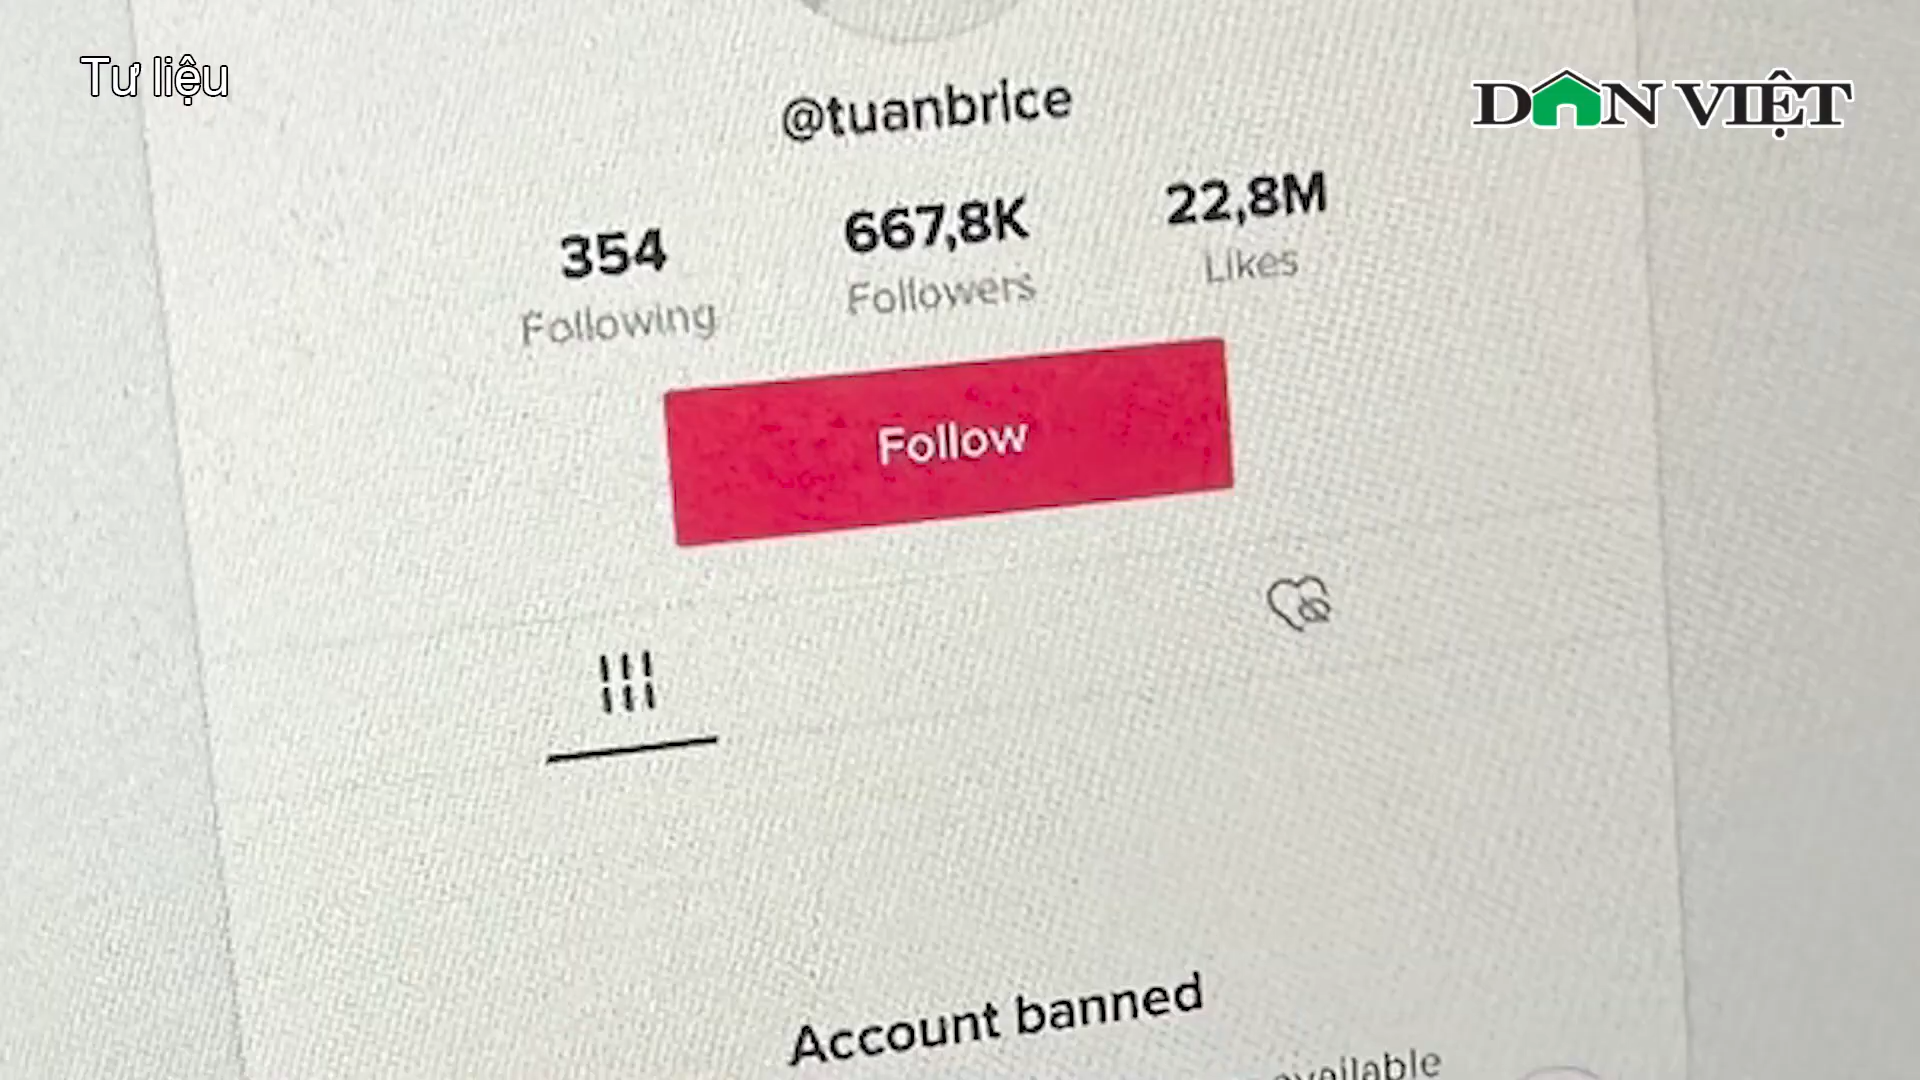 Tư liệu
DÂN VIỆT
@tuanbrice
354 667,8K 22,8M
Following Followers Likes
Follow
Account banned